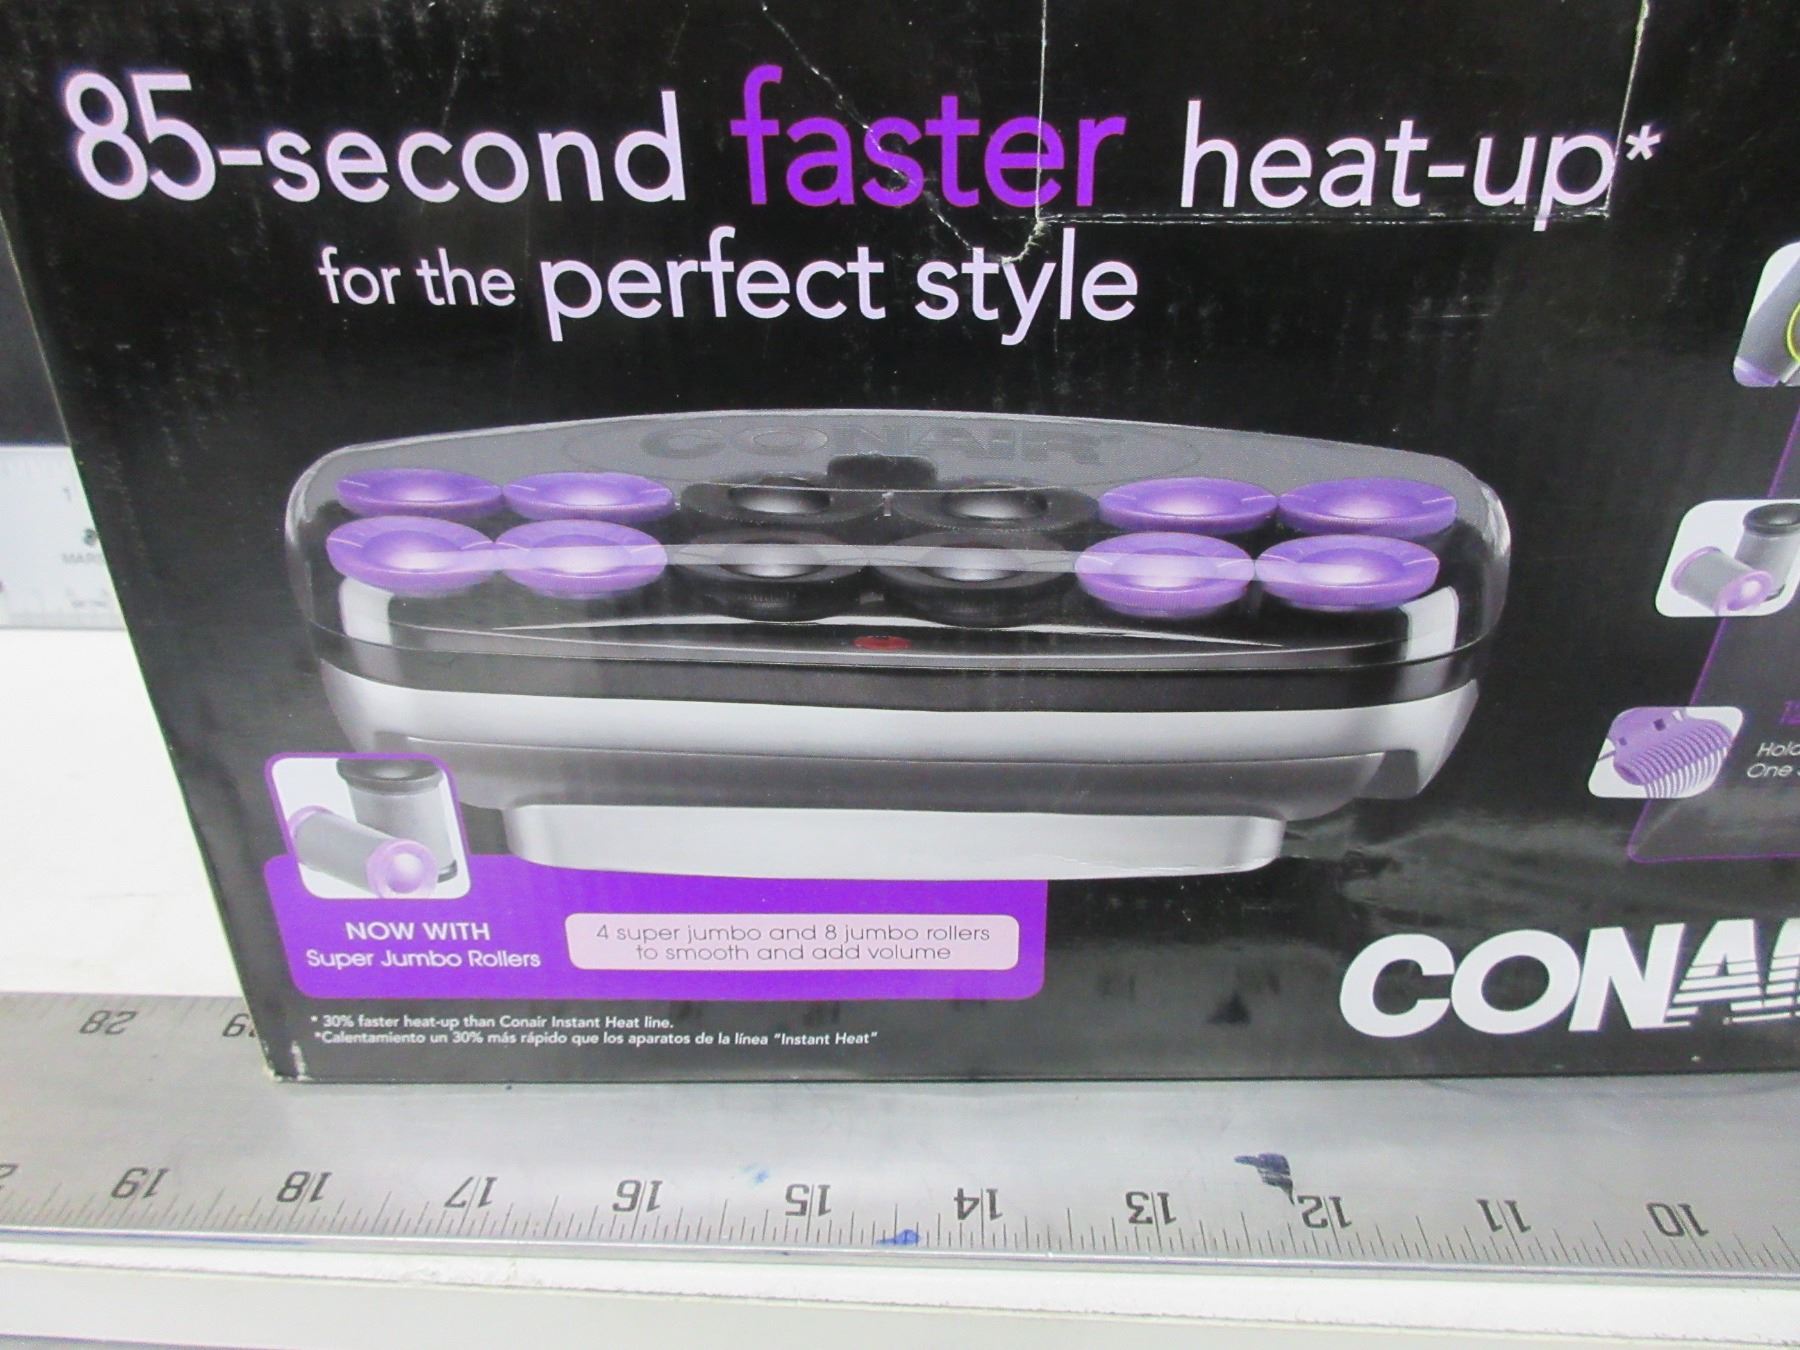 85-second faster heat-up*
for the perfect style
CONAIR
NOW WITH
Super Jumbo Rollers
4 super jumbo and 8 jumbo rollers
to smooth and add volume
* 30% faster heat-up than Conair Instant Heat line.
*Calentamiento un 30% más rápido que los aparatos de la línea "Instant Heat"
One
CONAI
1
28
19
18
17
16
15
14
13
12
11
10